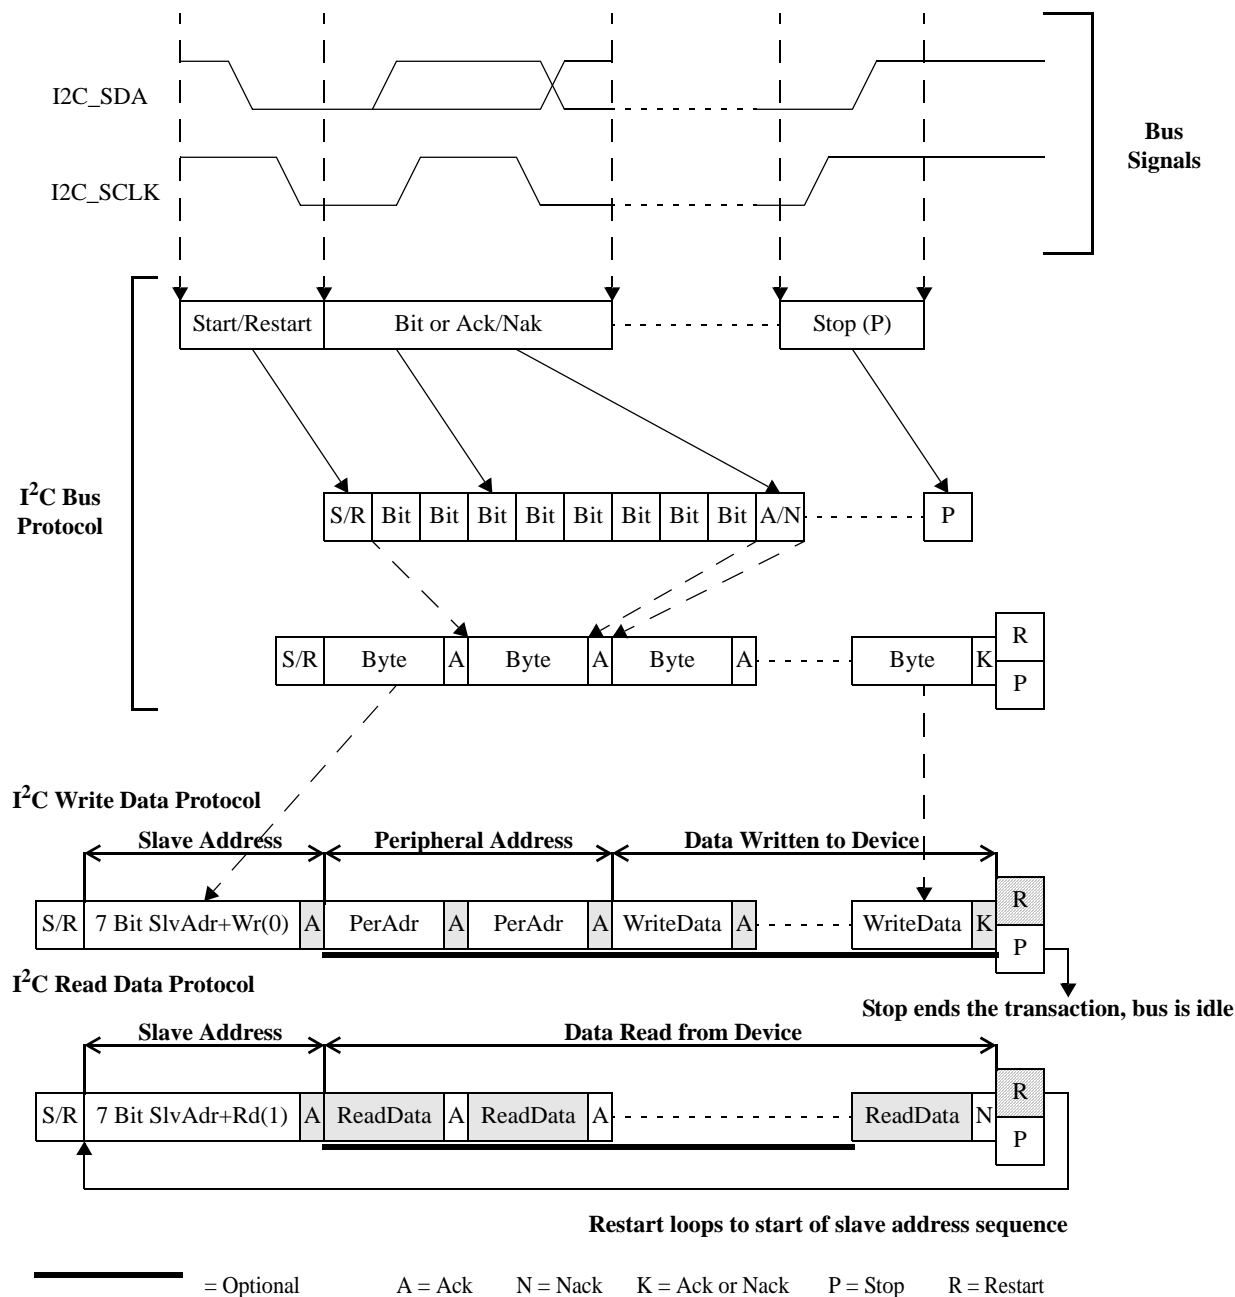 I2C_SDA
Bus
Signals
I2C_SCLK
Start/Restart Bit or Ack/Nak Stop (P)
I²C Bus
Protocol
S/R Bit Bit Bit Bit Bit Bit Bit Bit A/N P
S/R Byte A Byte A Byte A Byte K R
P
I²C Write Data Protocol
Slave Address Peripheral Address Data Written to Device
S/R 7 Bit SlvAdr+Wr(0) A PerAdr A PerAdr A WriteData A WriteData K R
P
I²C Read Data Protocol
Stop ends the transaction, bus is idle
Slave Address Data Read from Device
S/R 7 Bit SlvAdr+Rd(1) A ReadData A ReadData A ReadData N R
P
Restart loops to start of slave address sequence
= Optional A = Ack N = Nack K = Ack or Nack P = Stop R = Restart